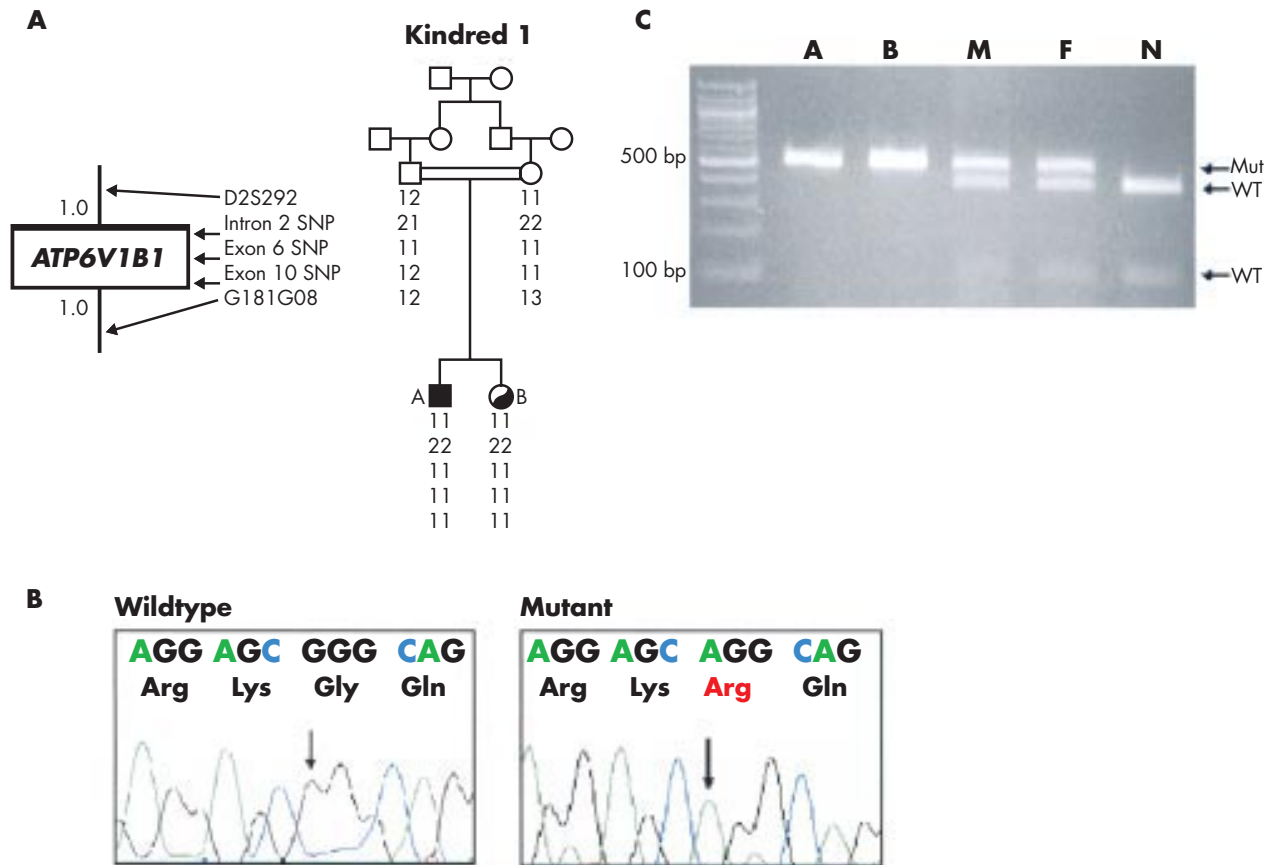 A
Kindred 1
1.0
ATP6V1B1
1.0
D2S292
Intron 2 SNP
Exon 6 SNP
Exon 10 SNP
G181G08
12 11
21 22
11 11
12 11
12 13
A B
11 11
22 22
11 11
11 11
11 11
C
A B M F N
500 bp
100 bp
Mut
WT
WT
B
Wildtype
AGG AGC GGG CAG
Arg Lys Gly Gln
Mutant
AGG AGC AGG CAG
Arg Lys Arg Gln